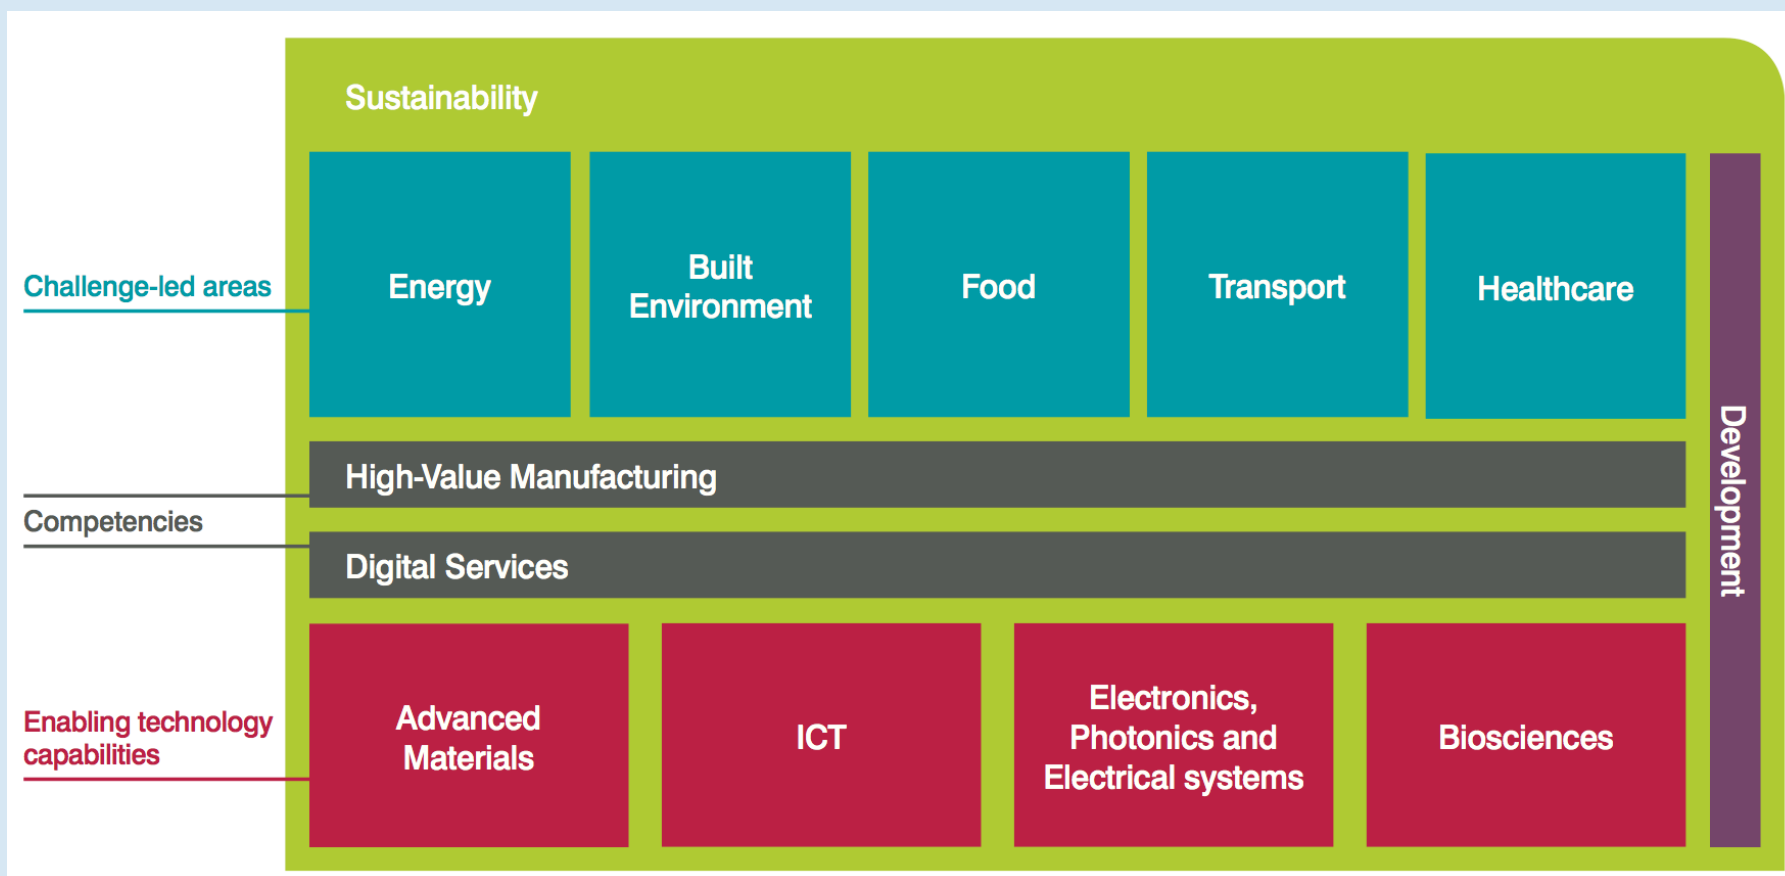 Sustainability
Challenge-led areas
Energy
Built
Environment
Food
Transport
Healthcare
Development
Competencies
High-Value Manufacturing
Digital Services
Enabling technology
capabilities
Advanced
Materials
ICT
Electronics,
Photonics and
Electrical systems
Biosciences